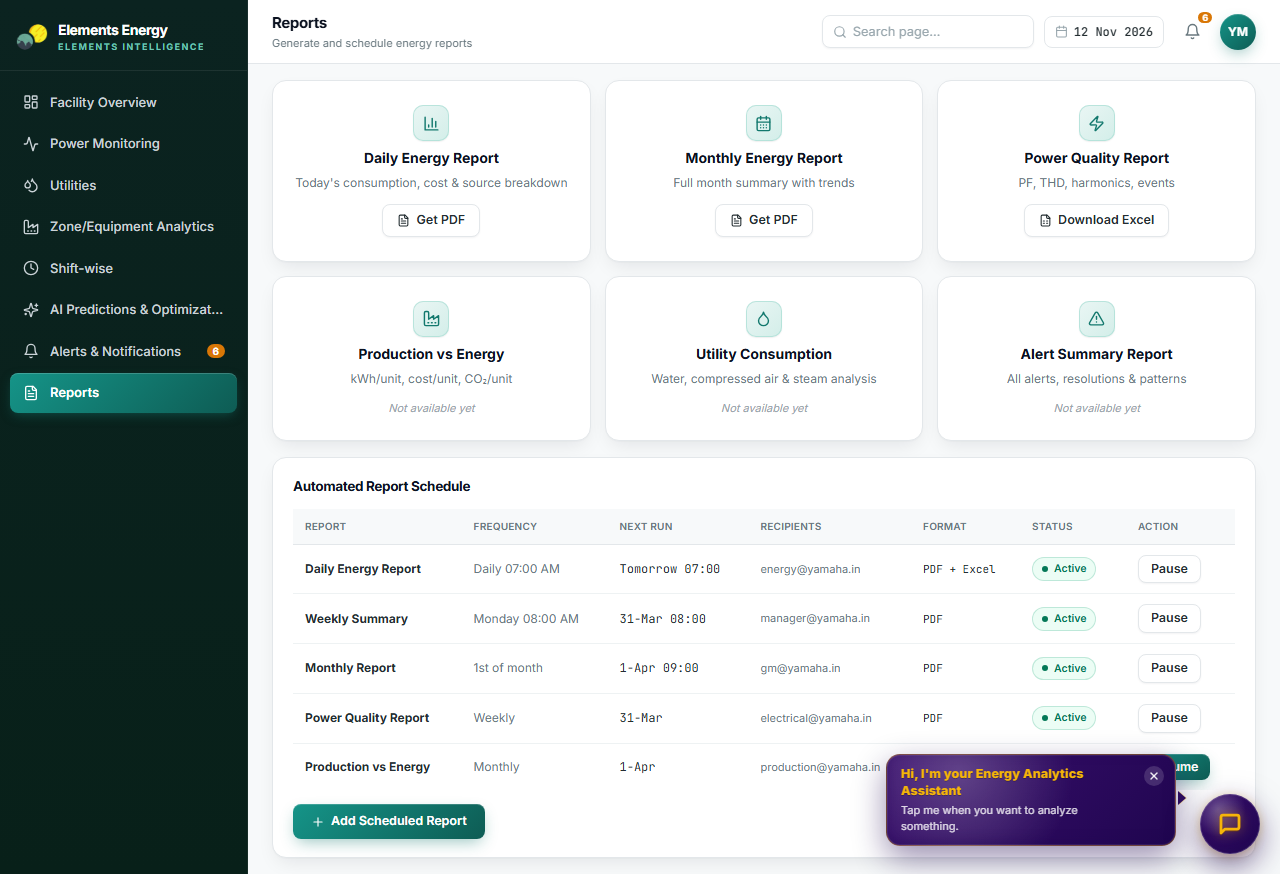 Elements Energy
ELEMENTS INTELLIGENCE
Facility Overview
Power Monitoring
Utilities
Zone/Equipment Analytics
Shift-wise
AI Predictions & Optimizat...
Alerts & Notifications 6
Reports
Reports
Generate and schedule energy reports
Search page...
12 Nov 2026
6
YM
Daily Energy Report
Today's consumption, cost & source breakdown
Get PDF
Monthly Energy Report
Full month summary with trends
Get PDF
Power Quality Report
PF, THD, harmonics, events
Download Excel
Production vs Energy
kWh/unit, cost/unit, CO₂/unit
Not available yet
Utility Consumption
Water, compressed air & steam analysis
Not available yet
Alert Summary Report
All alerts, resolutions & patterns
Not available yet
Automated Report Schedule
REPORT FREQUENCY NEXT RUN RECIPIENTS FORMAT STATUS ACTION
Daily Energy Report Daily 07:00 AM Tomorrow 07:00 energy@yamaha.in PDF + Excel Active Pause
Weekly Summary Monday 08:00 AM 31-Mar 08:00 manager@yamaha.in PDF Active Pause
Monthly Report 1st of month 1-Apr 09:00 gm@yamaha.in PDF Active Pause
Power Quality Report Weekly 31-Mar electrical@yamaha.in PDF Active Pause
Production vs Energy Monthly 1-Apr production@yamaha.in
Add Scheduled Report
Hi, I'm your Energy Analytics
Assistant
Tap me when you want to analyze
something.